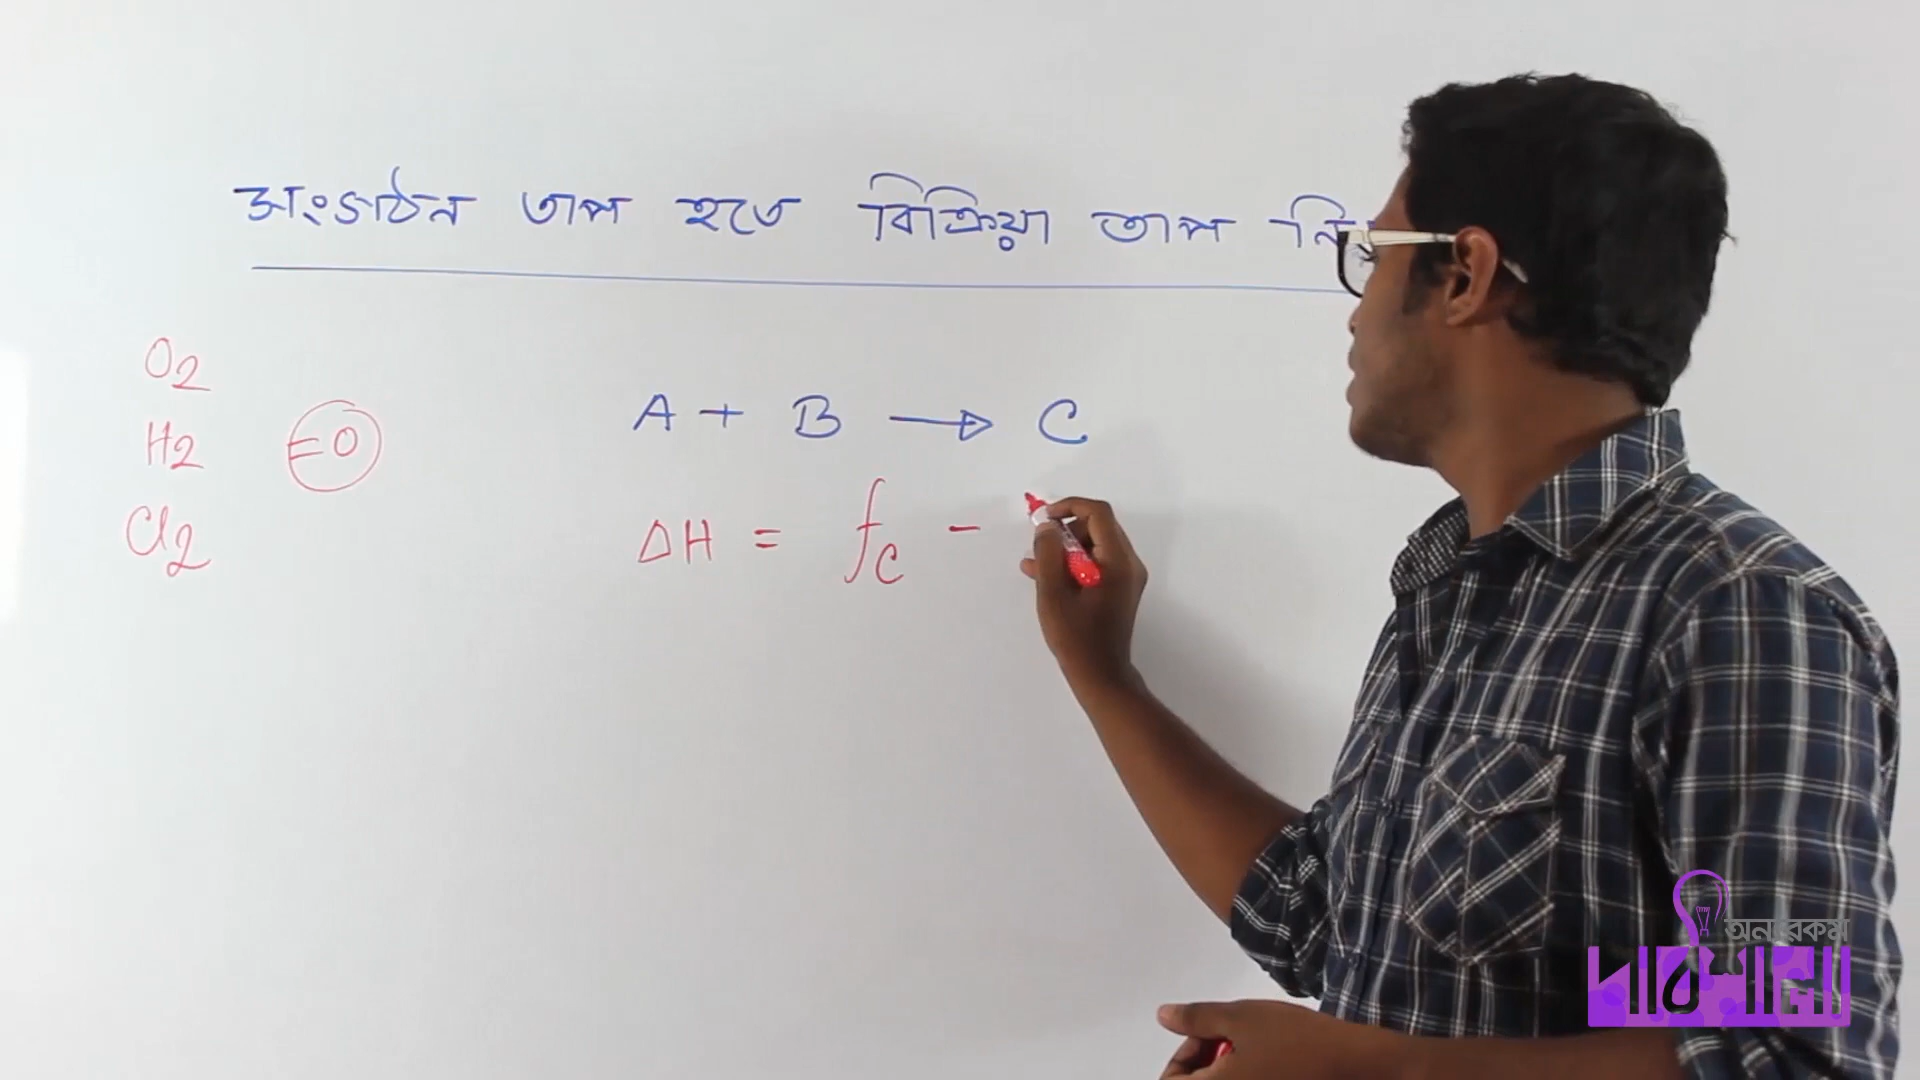 সংগঠন তাপ হতে বিক্রিয়া তাপ
O2
H2
Cl2
=0
A + B → C
ΔH = fC -
অন্যরকম
পাঠশালা